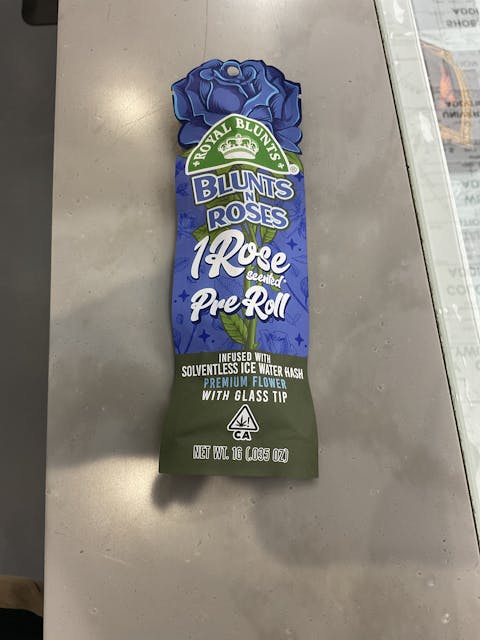 ROYAL BLUNTS
®
BLUNTS
N
ROSES
1 Rose
scented
Pre Roll
INFUSED WITH
SOLVENTLESS ICE WATER HASH
PREMIUM FLOWER
WITH GLASS TIP
CA
NET WT. 1G (.035 OZ)